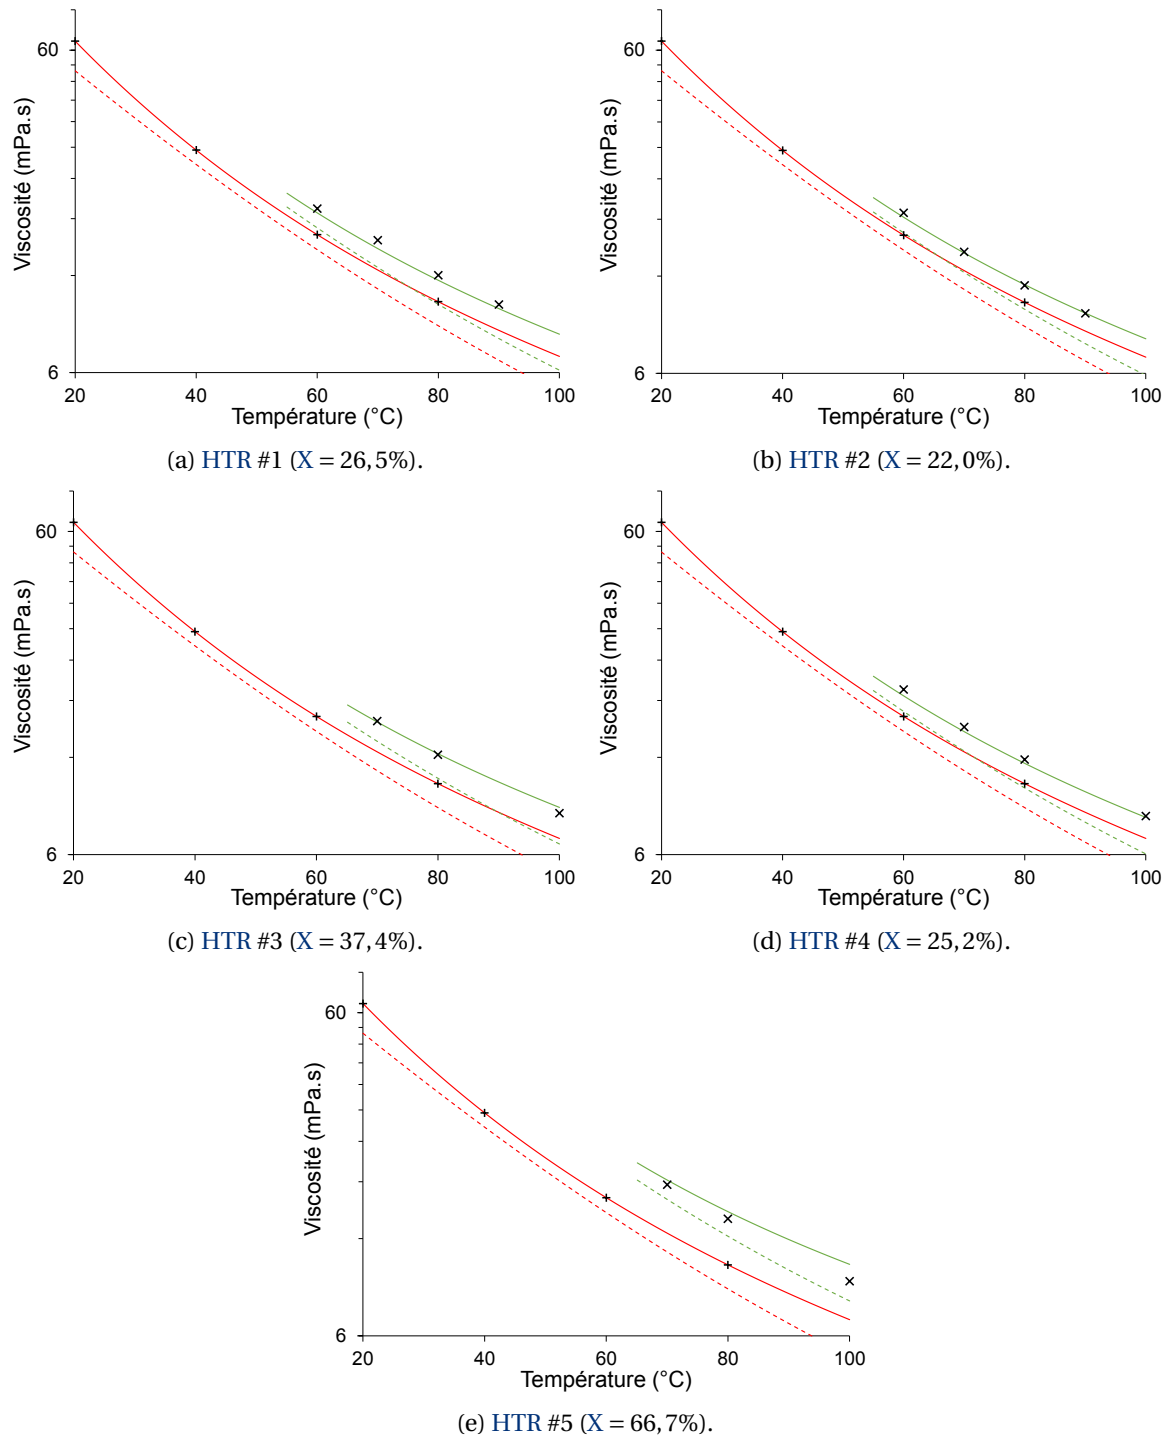 60
6
Viscosité (mPa.s)
20 40 60 80 100
Température (°C)
(a) HTR #1 (X = 26,5%).
60
6
Viscosité (mPa.s)
20 40 60 80 100
Température (°C)
(b) HTR #2 (X = 22,0%).
60
6
Viscosité (mPa.s)
20 40 60 80 100
Température (°C)
(c) HTR #3 (X = 37,4%).
60
6
Viscosité (mPa.s)
20 40 60 80 100
Température (°C)
(d) HTR #4 (X = 25,2%).
60
6
Viscosité (mPa.s)
20 40 60 80 100
Température (°C)
(e) HTR #5 (X = 66,7%).